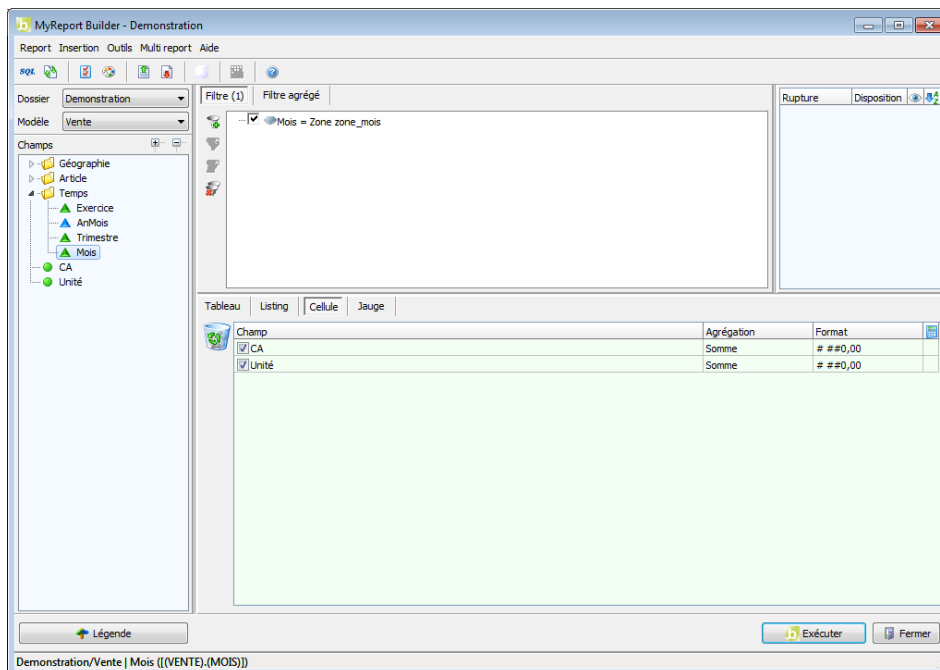 MyReport Builder - Demonstration
Report Insertion Outils Multi report Aide
SQL
Dossier Demonstration
Modèle Vente
Champs
Géographie
Article
Temps
Exercice
AnMois
Trimestre
Mois
CA
Unité
Filtre (1) Filtre agrégé
Mois = Zone zone_mois
Rupture Disposition
Tableau Listing Cellule Jauge
Champ Agrégation Format
CA Somme # ##0,00
Unité Somme # ##0,00
Légende
Exécuter Fermer
Demonstration/Vente | Mois ([(VENTE).(MOIS)])